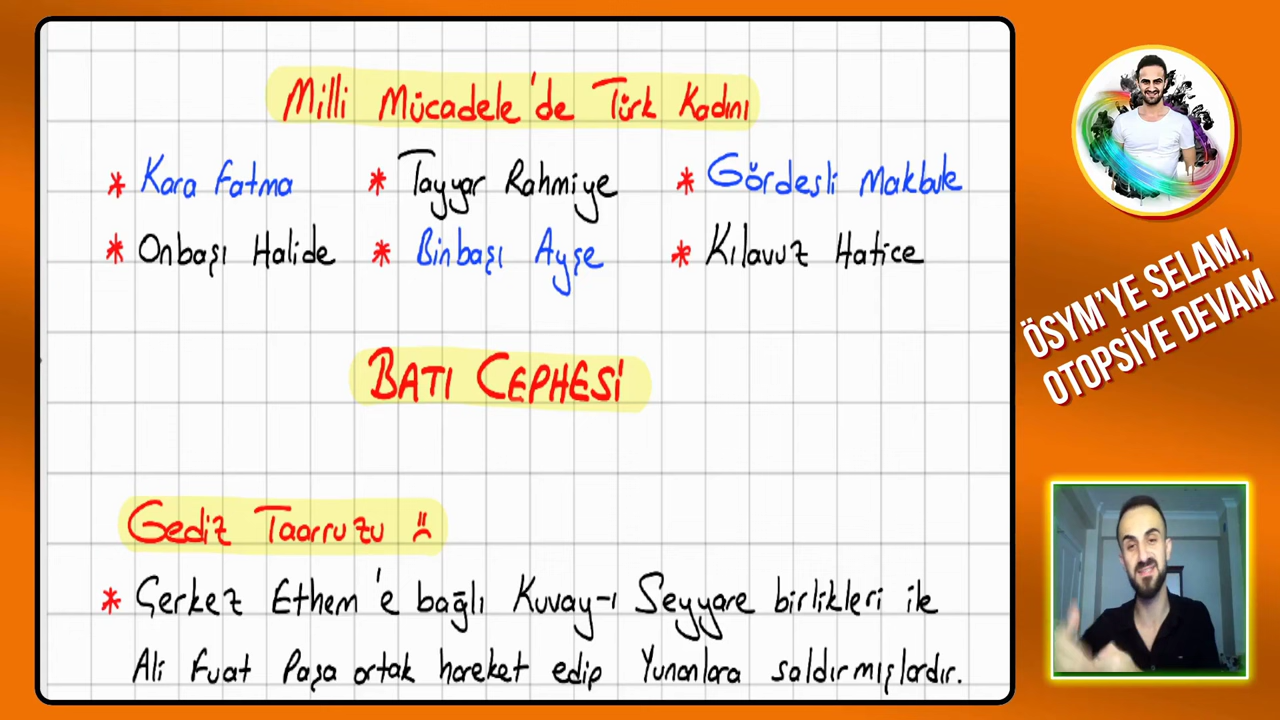 Milli Mücadele'de Türk Kadını
* Kara Fatma * Tayyar Rahmiye * Gördesli Makbule
* Onbaşı Halide * Binbaşı Ayşe * Kılavuz Hatice
BATI CEPHESİ
Gediz Taarruzu
* Çerkez Ethem'e bağlı Kuvay-ı Seyyare birlikleri ile
Ali Fuat Paşa ortak hareket edip Yunanlara saldırmışlardır.
ÖSYM'YE SELAM,
OTOPSİYE DEVAM